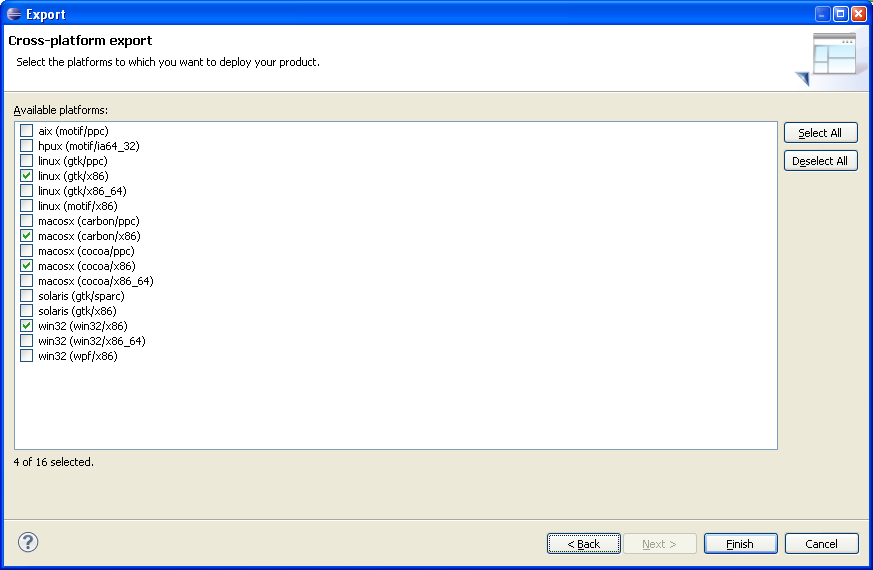 Export
Cross-platform export
Select the platforms to which you want to deploy your product.
Available platforms:
aix (motif/ppc)
hpux (motif/ia64_32)
linux (gtk/ppc)
linux (gtk/x86)
linux (gtk/x86_64)
linux (motif/x86)
macosx (carbon/ppc)
macosx (carbon/x86)
macosx (cocoa/ppc)
macosx (cocoa/x86)
macosx (cocoa/x86_64)
solaris (gtk/sparc)
solaris (gtk/x86)
win32 (win32/x86)
win32 (win32/x86_64)
win32 (wpf/x86)
Select All
Deselect All
4 of 16 selected.
? < Back Next > Finish Cancel